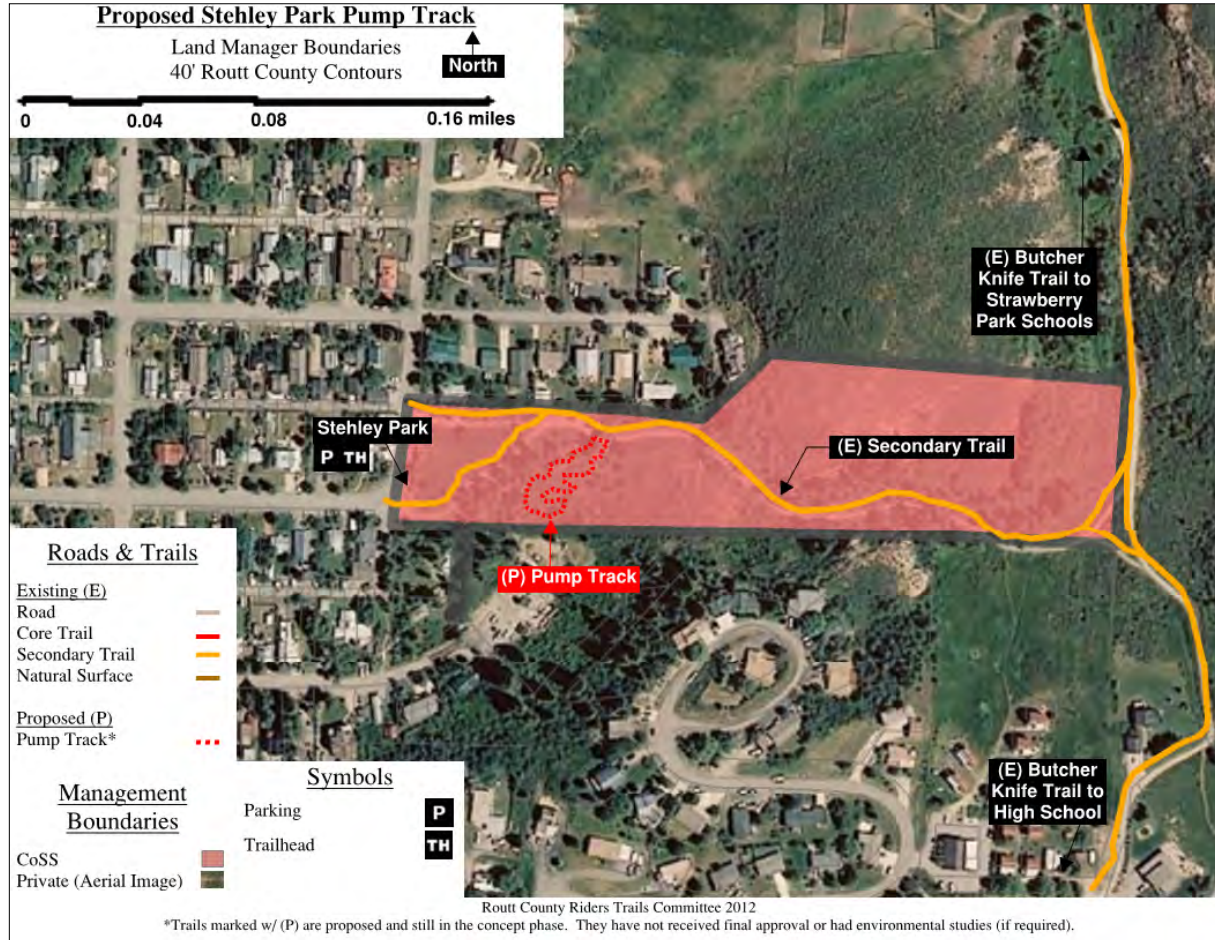 Proposed Stehley Park Pump Track
Land Manager Boundaries
40' Routt County Contours
North
0 0.04 0.08 0.16 miles
(E) Butcher
Knife Trail to
Strawberry
Park Schools
Stehley Park
P TH
(E) Secondary Trail
(P) Pump Track
Roads & Trails
Existing (E)
Road
Core Trail
Secondary Trail
Natural Surface
Proposed (P)
Pump Track*
Management
Boundaries
CoSS
Private (Aerial Image)
Symbols
Parking P
Trailhead TH
(E) Butcher
Knife Trail to
High School
Routt County Riders Trails Committee 2012
*Trails marked w/ (P) are proposed and still in the concept phase. They have not received final approval or had environmental studies (if required).